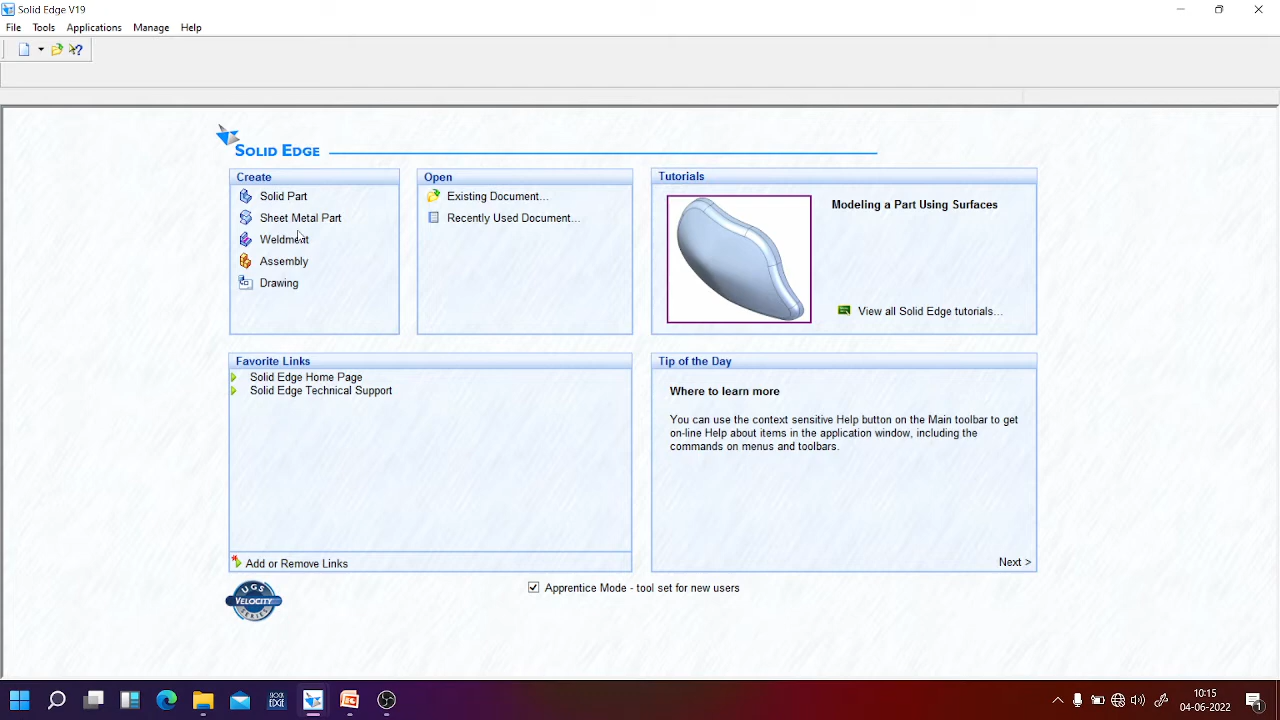 Solid Edge V19
File Tools Applications Manage Help
SOLID EDGE
Create
Solid Part
Sheet Metal Part
Weldment
Assembly
Drawing
Open
Existing Document...
Recently Used Document...
Tutorials
Modeling a Part Using Surfaces
View all Solid Edge tutorials...
Favorite Links
Solid Edge Home Page
Solid Edge Technical Support
Add or Remove Links
Tip of the Day
Where to learn more
You can use the context sensitive Help button on the Main toolbar to get
on-line Help about items in the application window, including the
commands on menus and toolbars.
Next >
UGS
VELOCITY
SERIES
Apprentice Mode - tool set for new users
10:15
04-06-2022
1